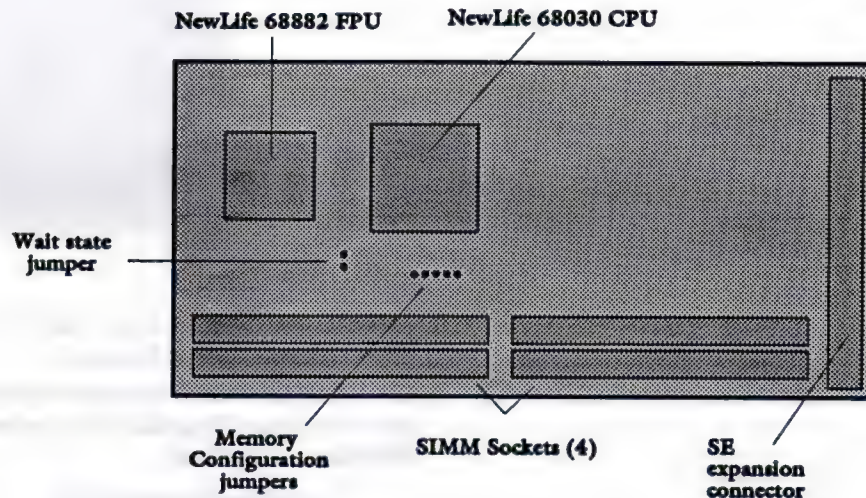 NewLife 68882 FPU
NewLife 68030 CPU
Wait state
jumper
Memory
Configuration
jumpers
SIMM Sockets (4)
SE
expansion
connector